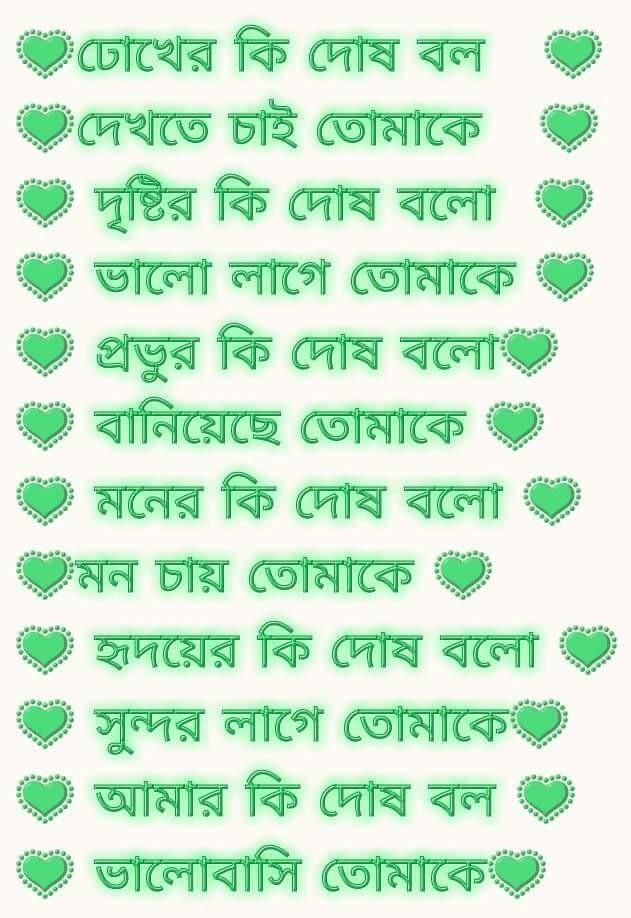 ঢোখের কি দোষ বল
দেখতে চাই তোমাকে
দৃষ্টির কি দোষ বলো
ভালো লাগে তোমাকে
প্রভুর কি দোষ বলো
বানিয়েছে তোমাকে
মনের কি দোষ বলো
মন চায় তোমাকে
হৃদয়ের কি দোষ বলো
সুন্দর লাগে তোমাকে
আমার কি দোষ বল
ভালোবাসি তোমাকে